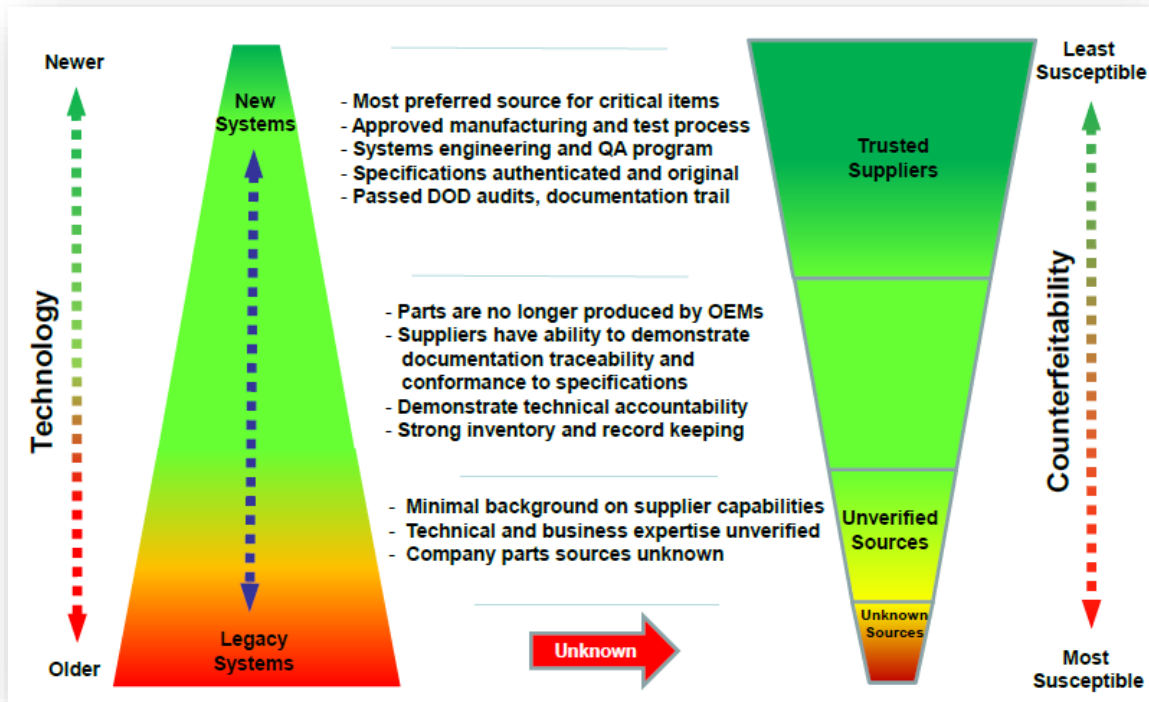 Newer
Technology
Older
New
Systems
Legacy
Systems
- Most preferred source for critical items
- Approved manufacturing and test process
- Systems engineering and QA program
- Specifications authenticated and original
- Passed DOD audits, documentation trail
- Parts are no longer produced by OEMs
- Suppliers have ability to demonstrate
documentation traceability and
conformance to specifications
- Demonstrate technical accountability
- Strong inventory and record keeping
- Minimal background on supplier capabilities
- Technical and business expertise unverified
- Company parts sources unknown
Unknown
Trusted
Suppliers
Unverified
Sources
Unknown
Sources
Least
Susceptible
Counterfeitability
Most
Susceptible